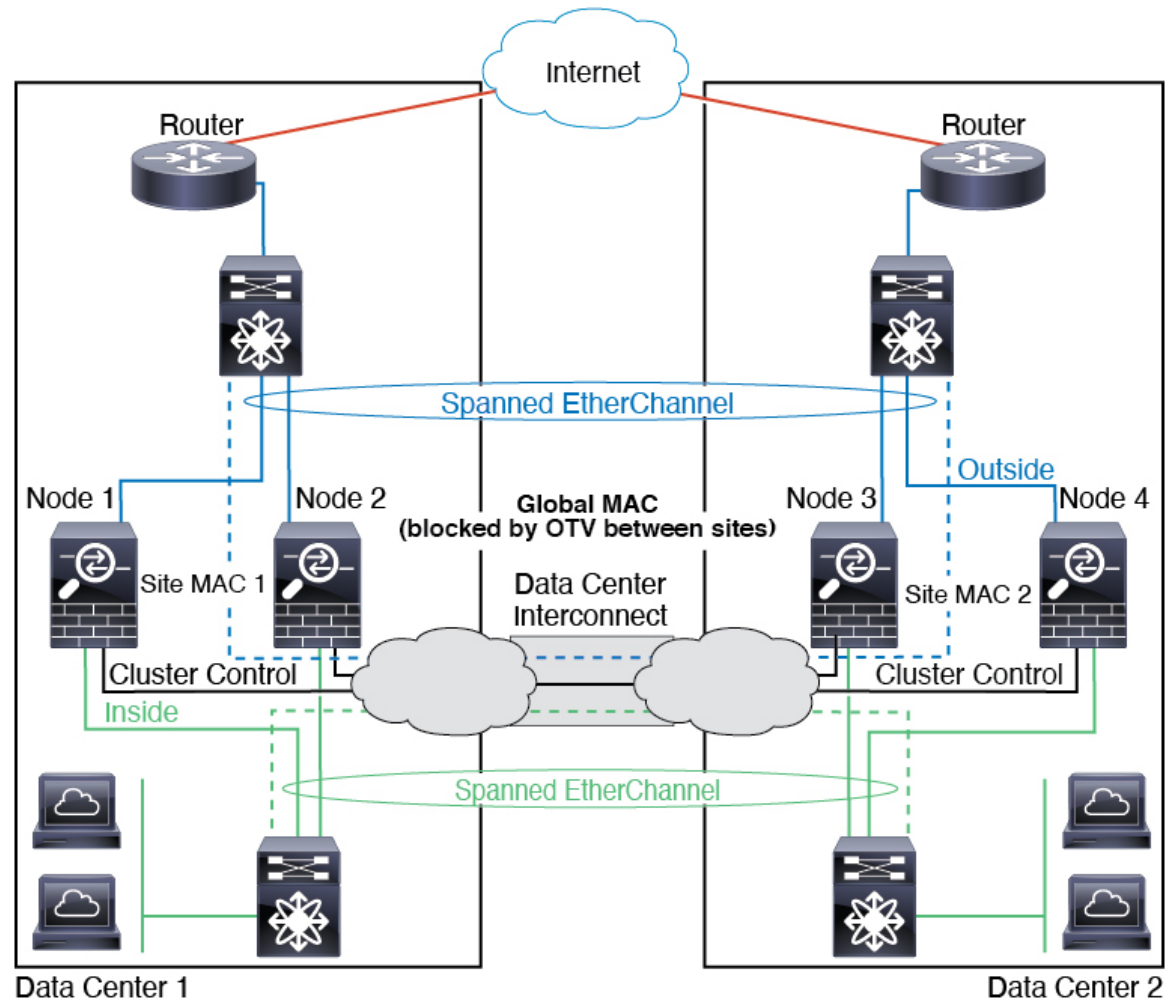 Internet
Router
Router
Spanned EtherChannel
Outside
Node 1
Node 2
Global MAC
(blocked by OTV between sites)
Node 3
Node 4
Site MAC 1
Data Center
Interconnect
Site MAC 2
Cluster Control
Cluster Control
Inside
Spanned EtherChannel
Data Center 1
Data Center 2